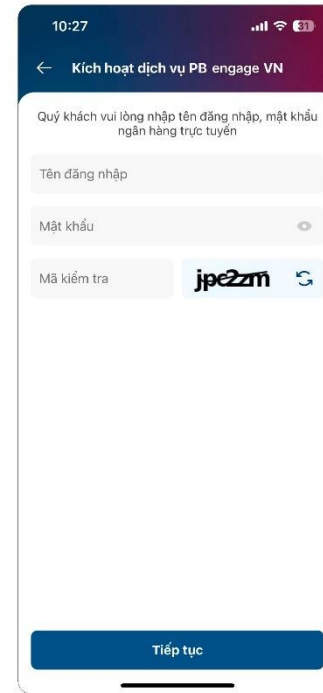 10:27
31
Kích hoạt dịch vụ PB engage VN
Quý khách vui lòng nhập tên đăng nhập, mật khẩu
ngân hàng trực tuyến
Tên đăng nhập
Mật khẩu
Mã kiểm tra
jpc2zm
Tiếp tục